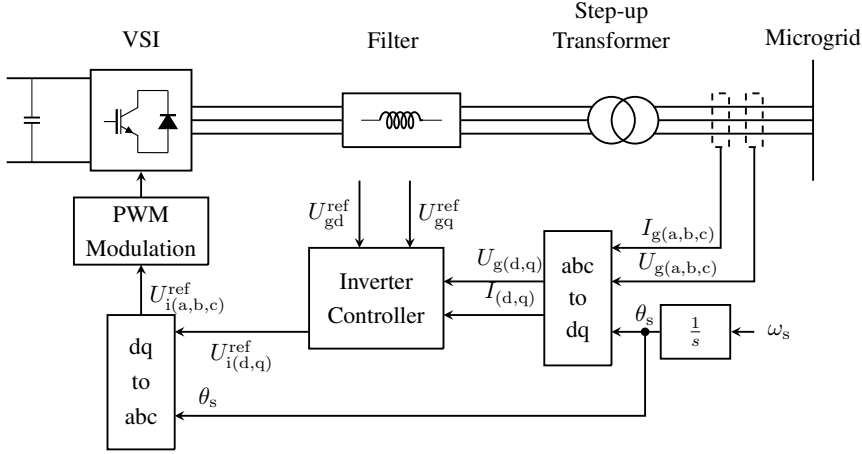 Step-up
VSI
Filter
Transformer
Microgrid
PWM
Modulation
U_gd^ref
U_gq^ref
I_g(a,b,c)
U_g(a,b,c)
U_g(d,q)
I_(d,q)
Inverter
Controller
abc
to
dq
U_i(a,b,c)^ref
U_i(d,q)^ref
θ_s
1/s
ω_s
dq
to
abc
θ_s